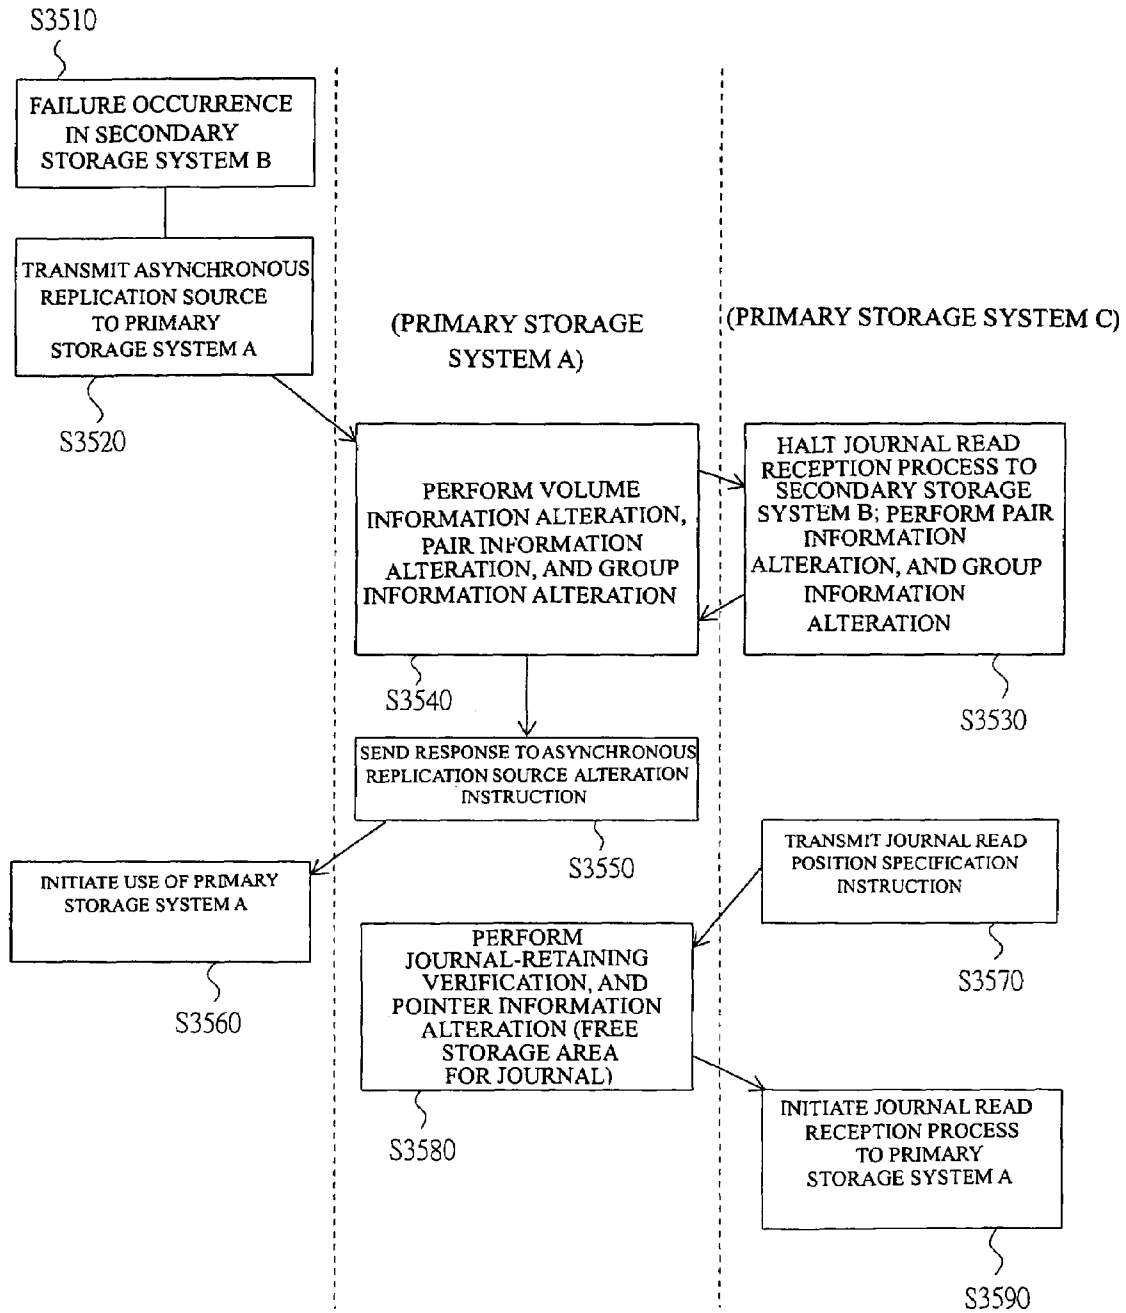 S3510
FAILURE OCCURRENCE
IN SECONDARY
STORAGE SYSTEM B
TRANSMIT ASYNCHRONOUS
REPLICATION SOURCE
TO PRIMARY
STORAGE SYSTEM A
S3520
(PRIMARY STORAGE
SYSTEM A)
(PRIMARY STORAGE SYSTEM C)
PERFORM VOLUME
INFORMATION ALTERATION,
PAIR INFORMATION
ALTERATION, AND GROUP
INFORMATION ALTERATION
S3540
HALT JOURNAL READ
RECEPTION PROCESS TO
SECONDARY STORAGE
SYSTEM B; PERFORM PAIR
INFORMATION
ALTERATION, AND GROUP
INFORMATION
ALTERATION
S3530
SEND RESPONSE TO ASYNCHRONOUS
REPLICATION SOURCE ALTERATION
INSTRUCTION
S3550
INITIATE USE OF PRIMARY
STORAGE SYSTEM A
S3560
TRANSMIT JOURNAL READ
POSITION SPECIFICATION
INSTRUCTION
S3570
PERFORM
JOURNAL-RETAINING
VERIFICATION, AND
POINTER INFORMATION
ALTERATION (FREE
STORAGE AREA
FOR JOURNAL)
S3580
INITIATE JOURNAL READ
RECEPTION PROCESS
TO PRIMARY
STORAGE SYSTEM A
S3590